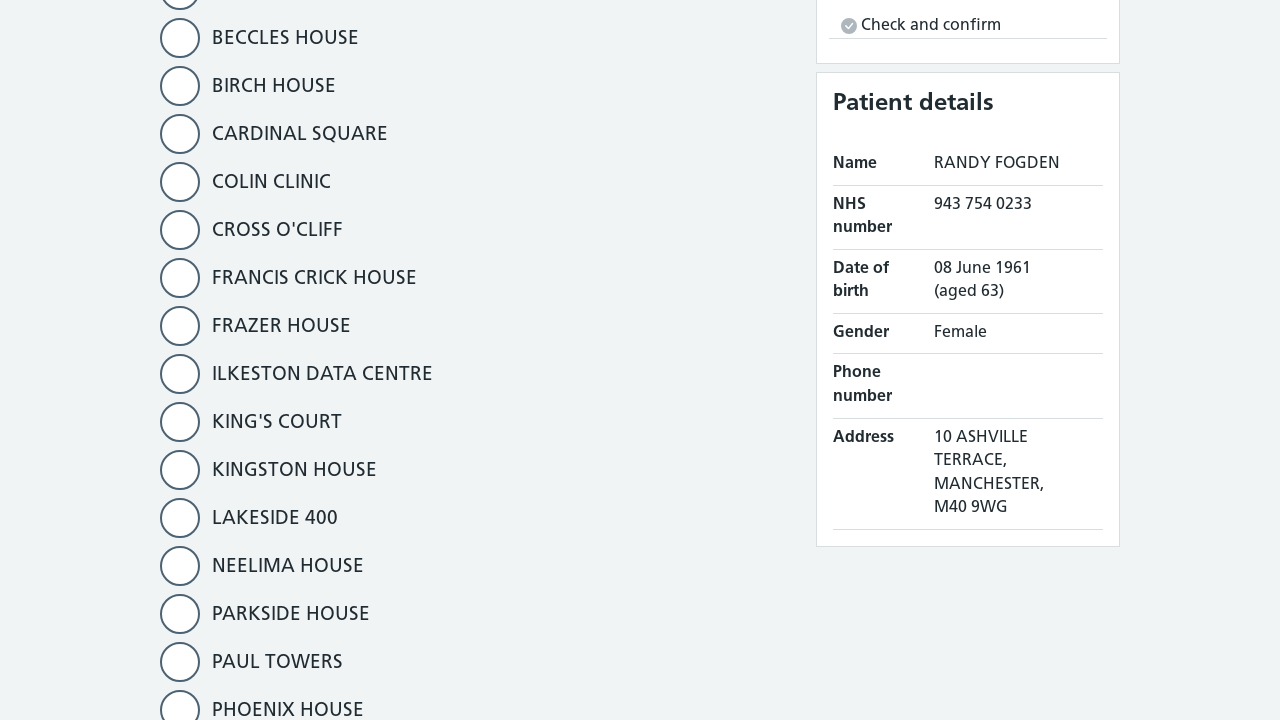 BECCLES HOUSE
BIRCH HOUSE
CARDINAL SQUARE
COLIN CLINIC
CROSS O'CLIFF
FRANCIS CRICK HOUSE
FRAZER HOUSE
ILKESTON DATA CENTRE
KING'S COURT
KINGSTON HOUSE
LAKESIDE 400
NEELIMA HOUSE
PARKSIDE HOUSE
PAUL TOWERS
PHOENIX HOUSE
Check and confirm
Patient details
Name RANDY FOGDEN
NHS number 943 754 0233
Date of birth 08 June 1961
(aged 63)
Gender Female
Phone number
Address 10 ASHVILLE
TERRACE,
MANCHESTER,
M40 9WG